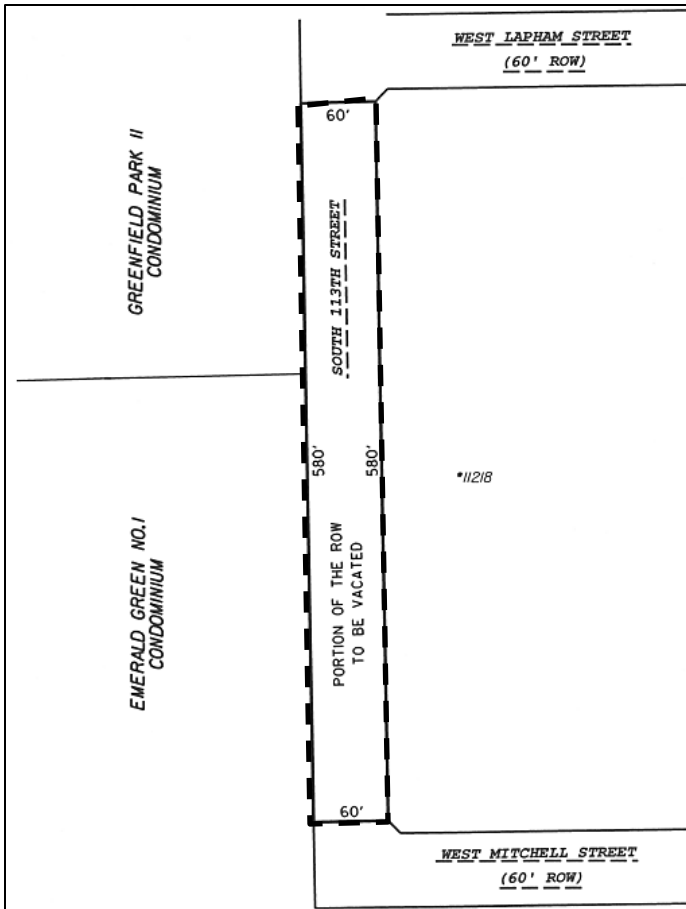 WEST LAPHAM STREET
(60' ROW)
60'
GREENFIELD PARK II
CONDOMINIUM
SOUTH 113TH STREET
580'
580'
*11218
PORTION OF THE ROW
TO BE VACATED
EMERALD GREEN NO.1
CONDOMINIUM
60'
WEST MITCHELL STREET
(60' ROW)